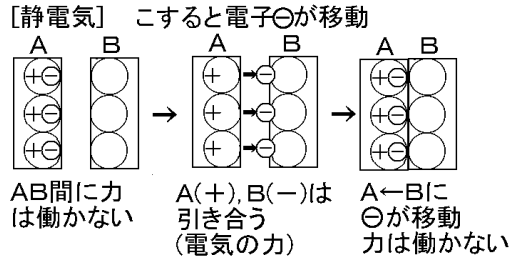 [静電気] こすると電子⊖が移動
A B A B A B
+⊖ + → ⊖ +⊖
+⊖ → + → ⊖ → +⊖
+⊖ + → ⊖ +⊖
AB間に力
は働かない
A(+), B(−)は
引き合う
(電気の力)
A←Bに
⊖が移動
力は働かない